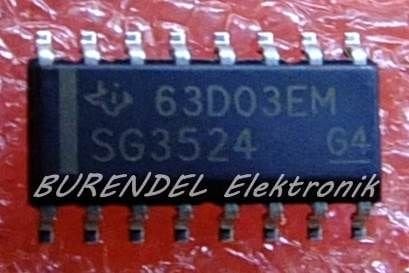 63D03EM
SG3524 G4
BURENDEL Elektronik